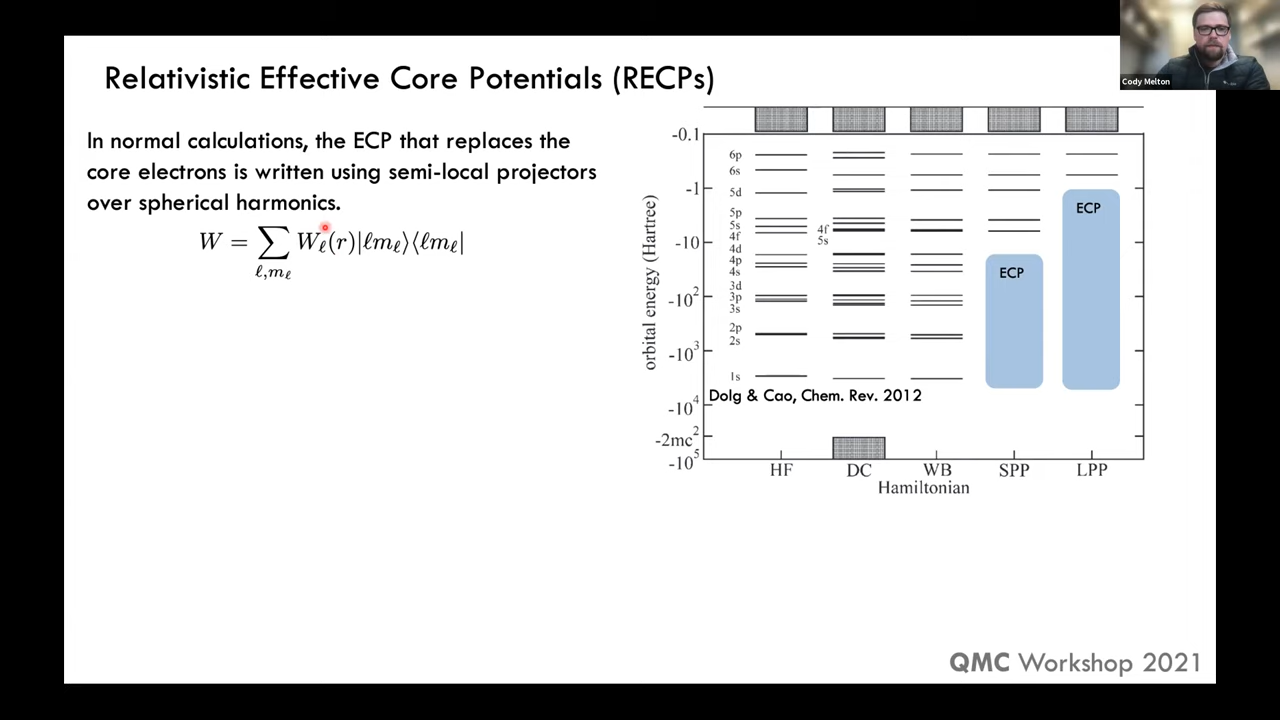 Cody Melton
Relativistic Effective Core Potentials (RECPs)
In normal calculations, the ECP that replaces the
core electrons is written using semi-local projectors
over spherical harmonics.
W = ∑_{ℓ,m_ℓ} W_ℓ(r)|ℓm_ℓ⟩⟨ℓm_ℓ|
orbital energy (Hartree)
-0.1
-1
-10
-10^2
-10^3
-10^4
-2mc^2
-10^5
6p
6s
5d
5p
5s
4f
4d
4p
4s
3d
3p
3s
2p
2s
1s
4f
5s
ECP
ECP
Dolg & Cao, Chem. Rev. 2012
HF DC WB SPP LPP
Hamiltonian
QMC Workshop 2021